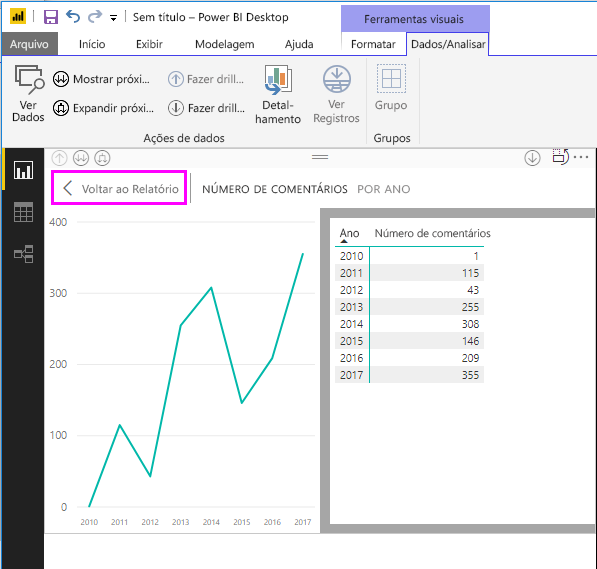 Sem título – Power BI Desktop
Ferramentas visuais
Arquivo Início Exibir Modelagem Ajuda Formatar Dados/Analisar
Ver Dados
Mostrar próxi...
Expandir próxi...
Fazer drill...
Fazer drill...
Detal-hamento
Ver Registros
Grupo
Ações de dados
Grupos
Voltar ao Relatório
NÚMERO DE COMENTÁRIOS POR ANO
400
300
200
100
0
2010 2011 2012 2013 2014 2015 2016 2017
Ano Número de comentários
2010 1
2011 115
2012 43
2013 255
2014 308
2015 146
2016 209
2017 355